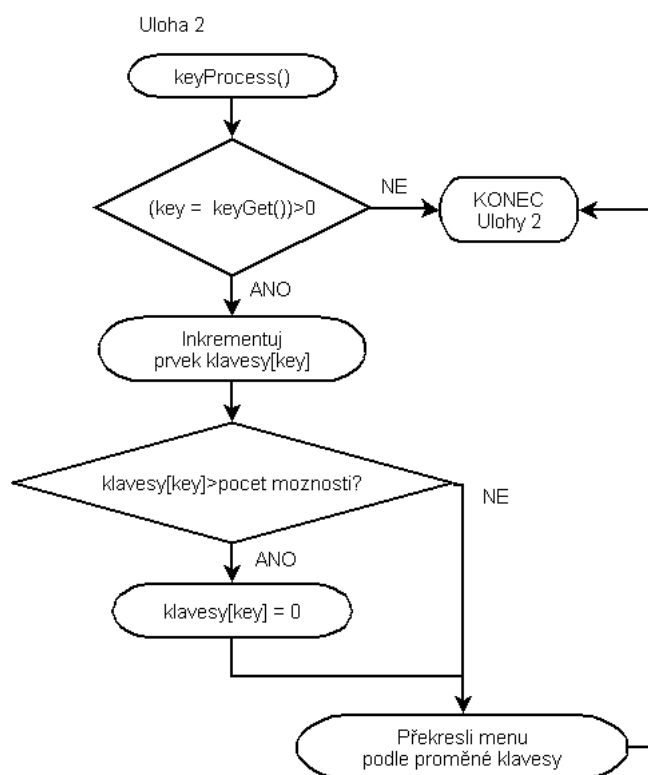 Uloha 2
keyProcess()
(key = keyGet())>0
NE
KONEC
Ulohy 2
ANO
Inkrementuj
prvek klavesy[key]
klavesy[key]>pocet moznosti?
NE
ANO
klavesy[key] = 0
Překresli menu
podle proměné klavesy